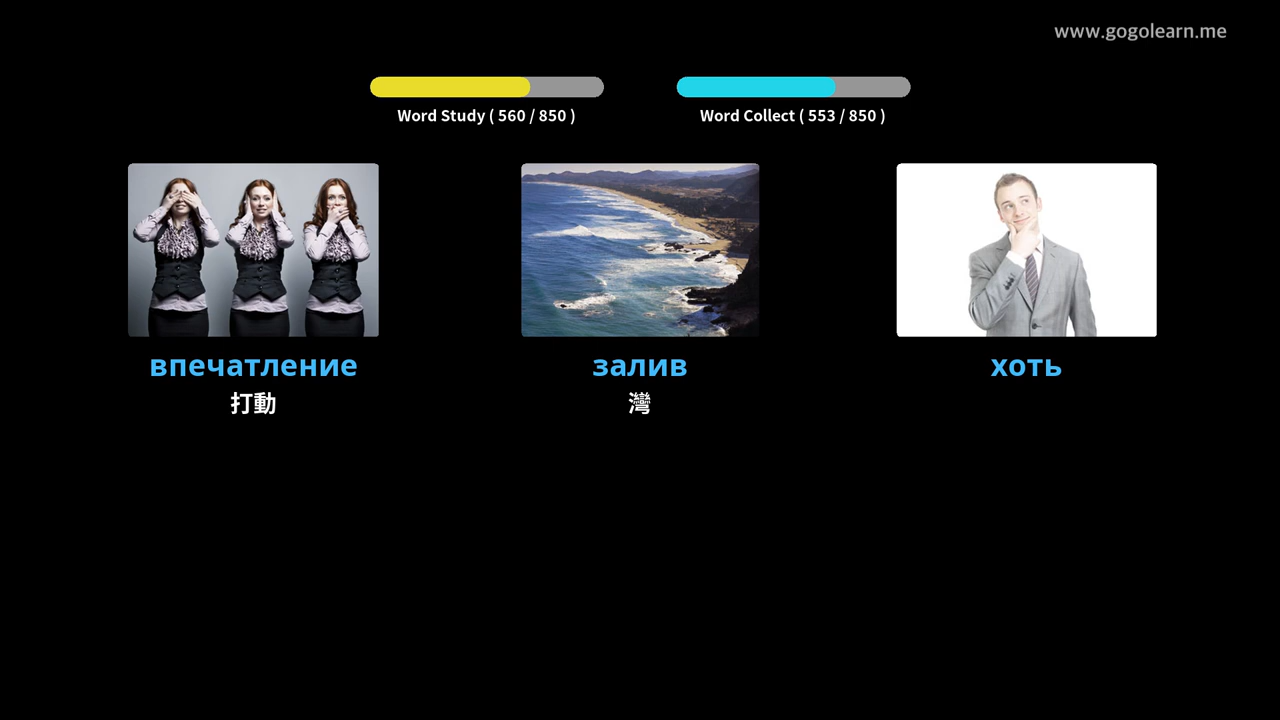 www.gogolearn.me
Word Study ( 560 / 850 )
Word Collect ( 553 / 850 )
впечатление
打動
залив
灣
хоть